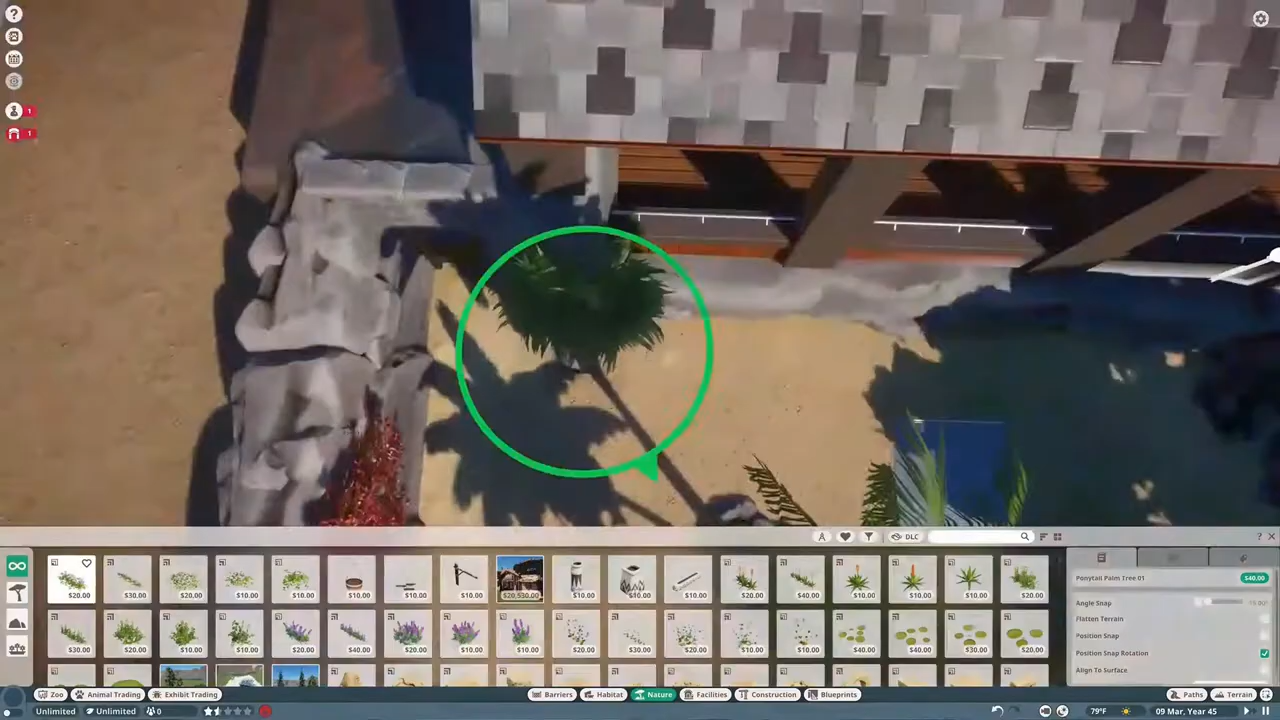 ?
1
1
DLC
? ×
$20.00 $30.00 $20.00 $10.00 $10.00 $10.00 $10.00 $10.00 $20,530.00 $10.00 $10.00 $10.00 $20.00 $40.00 $10.00 $10.00 $10.00 $10.00
Ponytail Palm Tree 01 $40.00
Angle Snap
Flatten Terrain
Position Snap
Position Snap Rotation
Align To Surface
$30.00 $20.00 $10.00 $10.00 $20.00 $40.00 $20.00 $10.00 $10.00 $20.00 $30.00 $20.00 $10.00 $10.00 $40.00 $40.00 $30.00 $20.00
Zoo Animal Trading Exhibit Trading Barriers Habitat Nature Facilities Construction Blueprints Paths Terrain
Unlimited Unlimited 0 79°F 09 Mar, Year 45